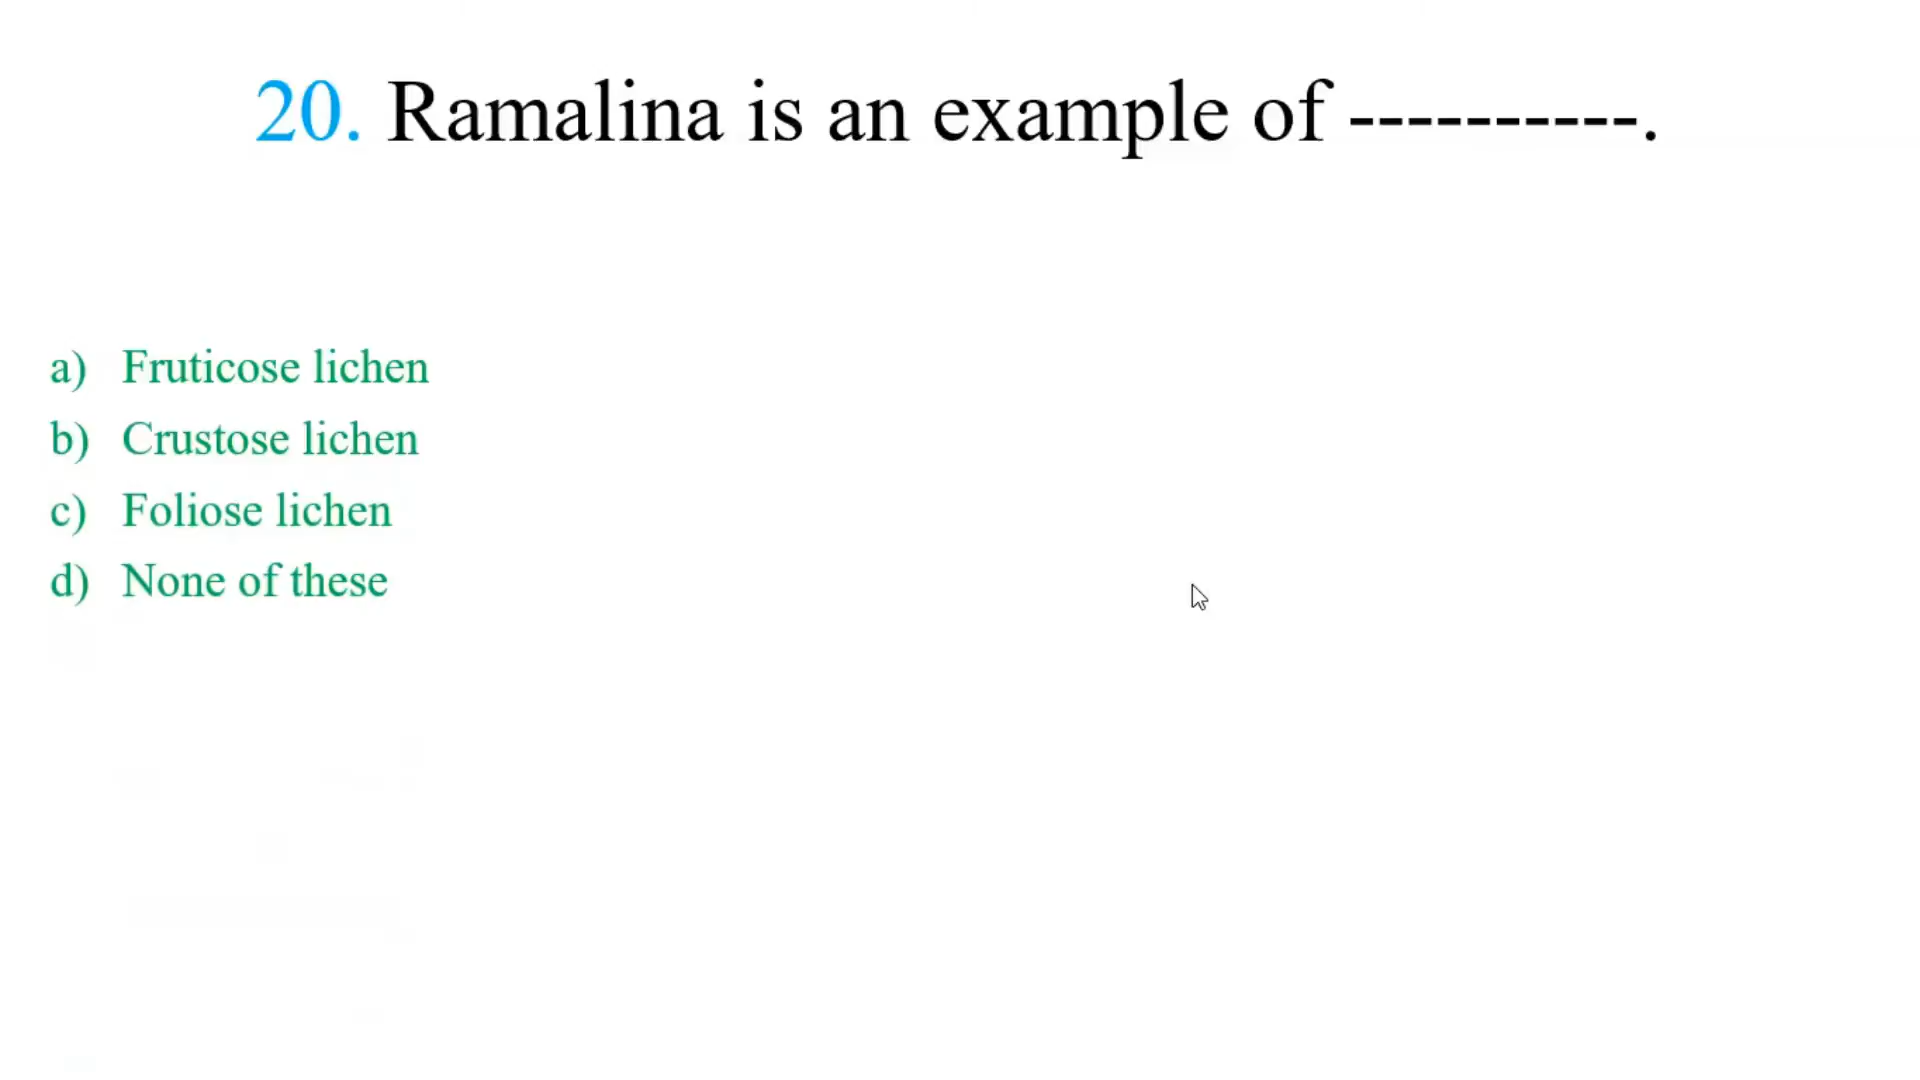 20. Ramalina is an example of ----------.
a) Fruticose lichen
b) Crustose lichen
c) Foliose lichen
d) None of these